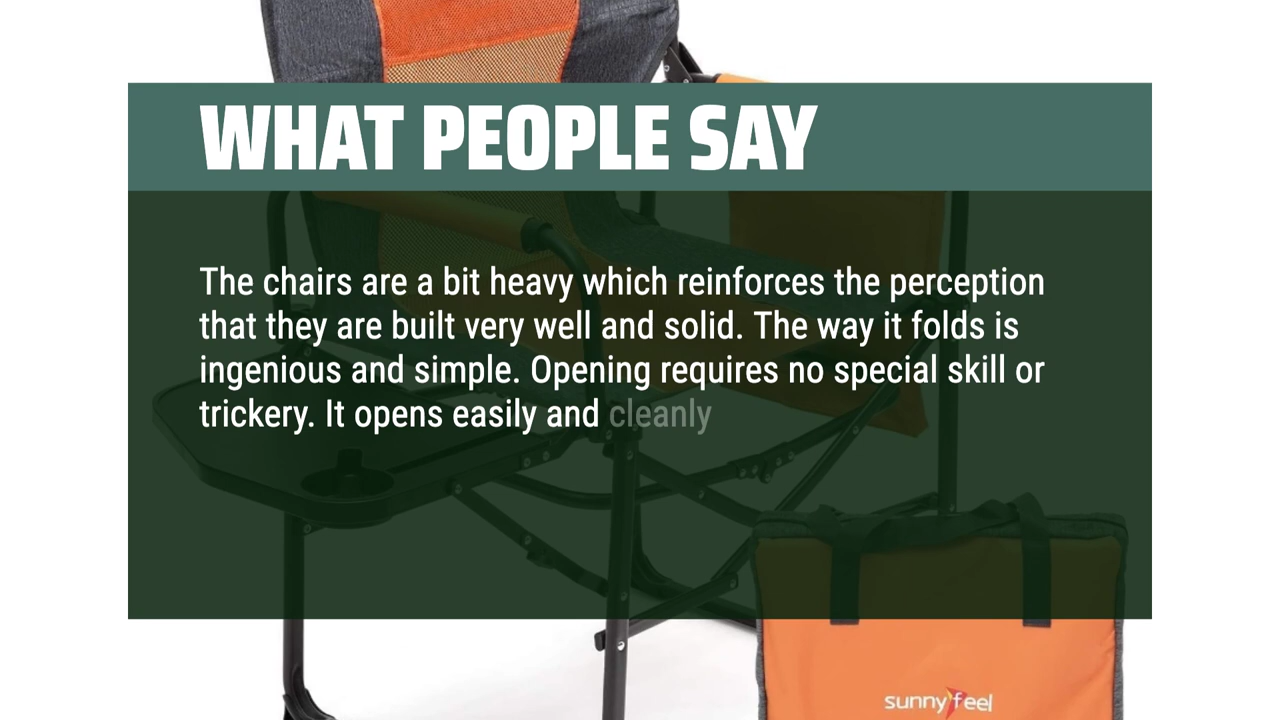 WHAT PEOPLE SAY
The chairs are a bit heavy which reinforces the perception
that they are built very well and solid. The way it folds is
ingenious and simple. Opening requires no special skill or
trickery. It opens easily and cleanly
sunnyfeel